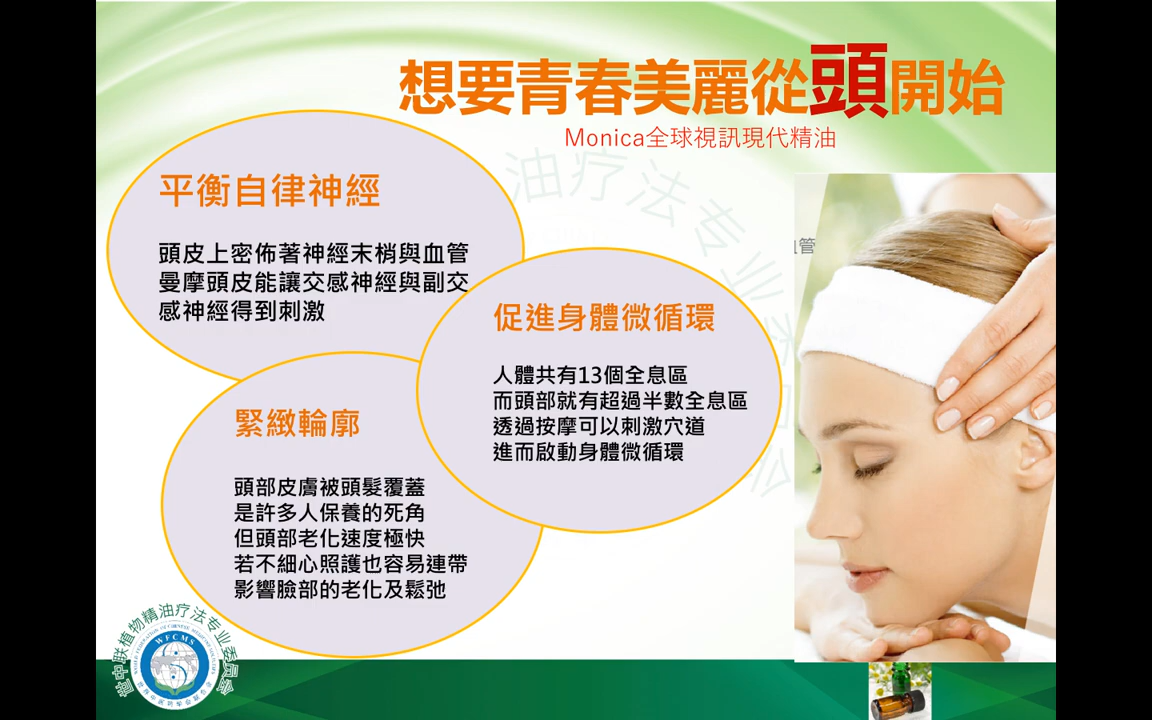 想要青春美麗從頭開始
Monica全球視訊現代精油
平衡自律神經
頭皮上密佈著神經末梢與血管
曼摩頭皮能讓交感神經與副交
感神經得到刺激
促進身體微循環
人體共有13個全息區
而頭部就有超過半數全息區
透過按摩可以刺激穴道
進而啟動身體微循環
緊緻輪廓
頭部皮膚被頭髮覆蓋
是許多人保養的死角
但頭部老化速度極快
若不細心照護也容易連帶
影響臉部的老化及鬆弛
管
油疗法专业
世中联植物精油疗法专业委员会
WFCMS